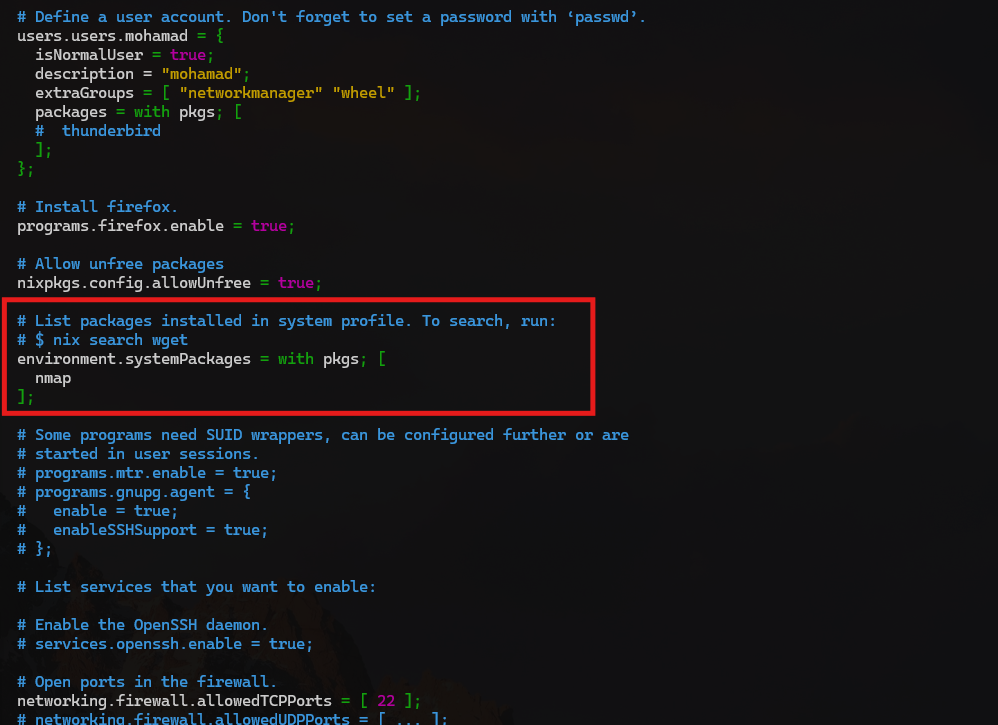 # Define a user account. Don't forget to set a password with ‘passwd’.
users.users.mohamad = {
  isNormalUser = true;
  description = "mohamad";
  extraGroups = [ "networkmanager" "wheel" ];
  packages = with pkgs; [
  #  thunderbird
  ];
};

# Install firefox.
programs.firefox.enable = true;

# Allow unfree packages
nixpkgs.config.allowUnfree = true;

# List packages installed in system profile. To search, run:
# $ nix search wget
environment.systemPackages = with pkgs; [
  nmap
];

# Some programs need SUID wrappers, can be configured further or are
# started in user sessions.
# programs.mtr.enable = true;
# programs.gnupg.agent = {
#   enable = true;
#   enableSSHSupport = true;
# };

# List services that you want to enable:

# Enable the OpenSSH daemon.
# services.openssh.enable = true;

# Open ports in the firewall.
networking.firewall.allowedTCPPorts = [ 22 ];
# networking.firewall.allowedUDPPorts = [ ... ];